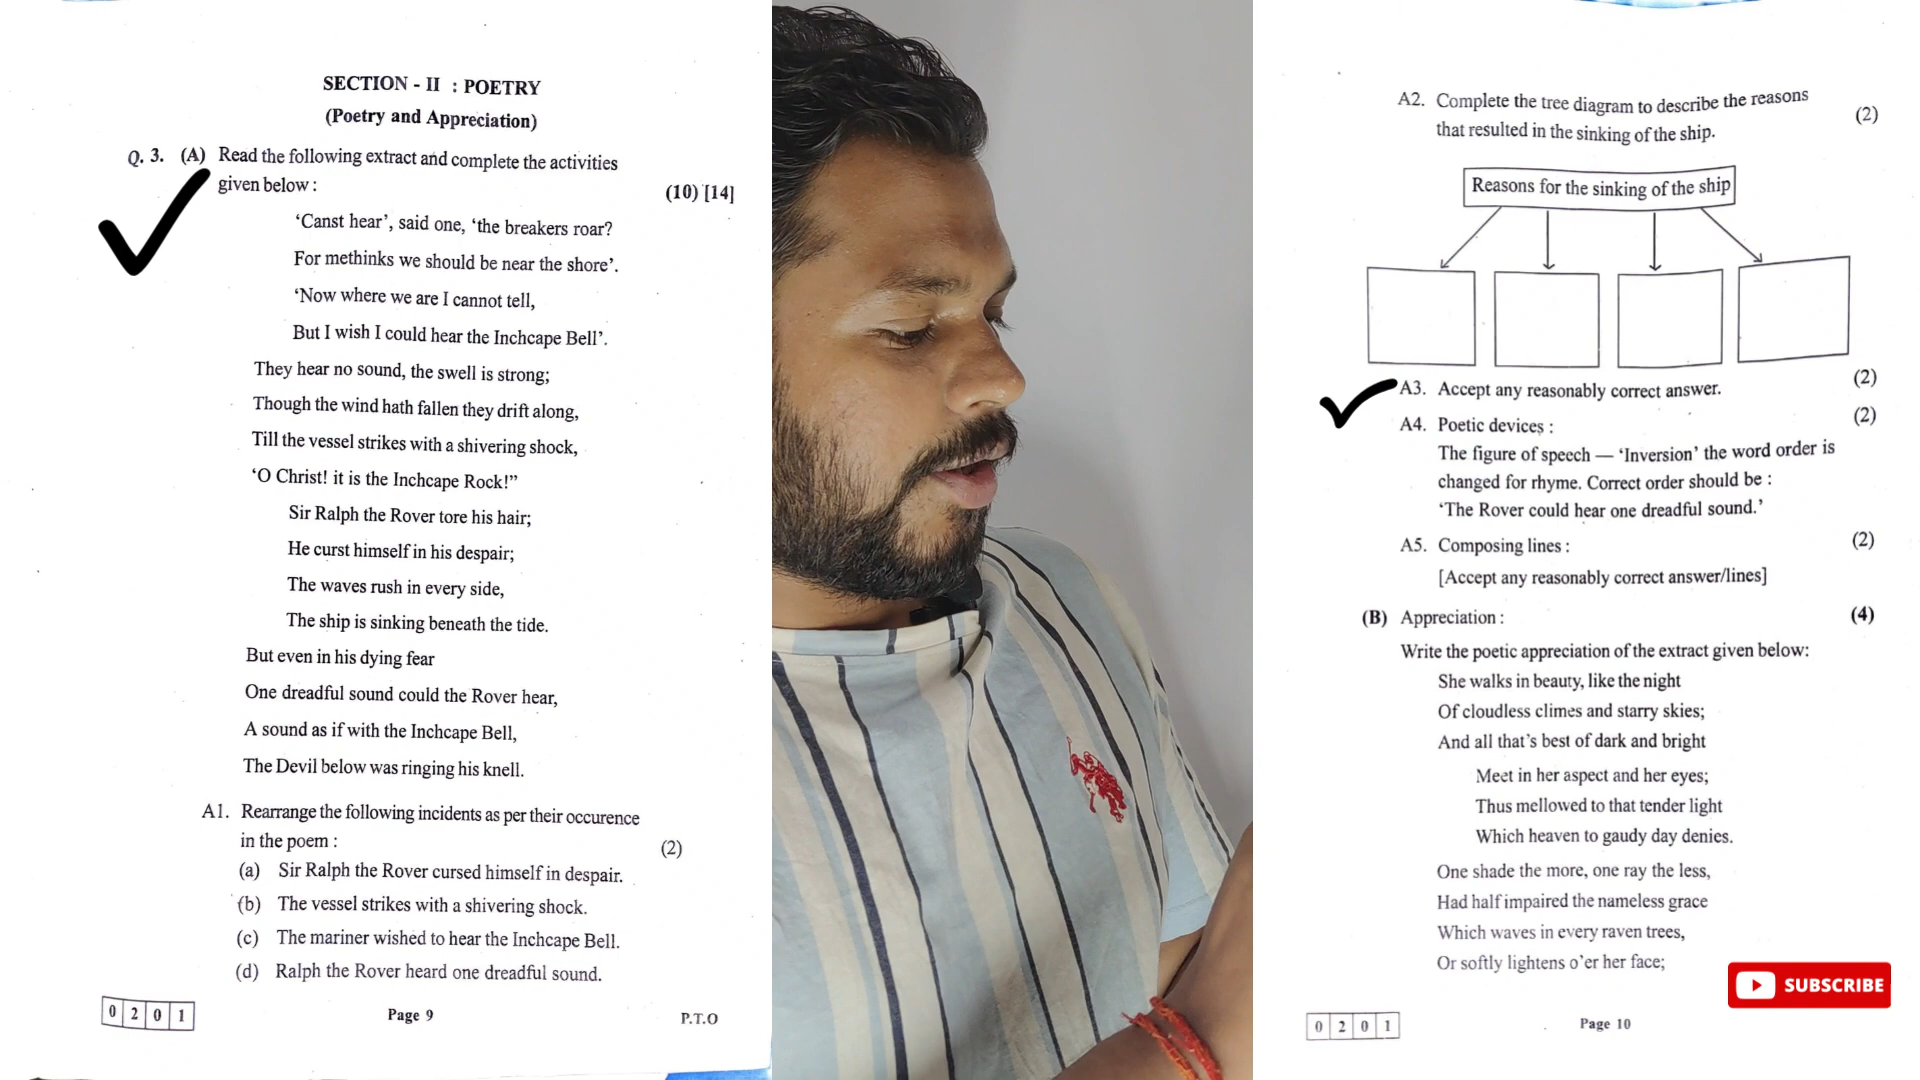 SECTION - II : POETRY
(Poetry and Appreciation)
Q. 3. (A) Read the following extract and complete the activities
given below :
(10) [14]
‘Canst hear’, said one, ‘the breakers roar?
For methinks we should be near the shore’.
‘Now where we are I cannot tell,
But I wish I could hear the Inchcape Bell’.
They hear no sound, the swell is strong;
Though the wind hath fallen they drift along,
Till the vessel strikes with a shivering shock,
‘O Christ! it is the Inchcape Rock!”
Sir Ralph the Rover tore his hair;
He curst himself in his despair;
The waves rush in every side,
The ship is sinking beneath the tide.
But even in his dying fear
One dreadful sound could the Rover hear,
A sound as if with the Inchcape Bell,
The Devil below was ringing his knell.
A1. Rearrange the following incidents as per their occurence
in the poem :
(2)
(a) Sir Ralph the Rover cursed himself in despair.
(b) The vessel strikes with a shivering shock.
(c) The mariner wished to hear the Inchcape Bell.
(d) Ralph the Rover heard one dreadful sound.
0 2 0 1
Page 9
P.T.O
A2. Complete the tree diagram to describe the reasons
that resulted in the sinking of the ship.
(2)
Reasons for the sinking of the ship
A3. Accept any reasonably correct answer.
(2)
A4. Poetic devices :
(2)
The figure of speech — ‘Inversion’ the word order is
changed for rhyme. Correct order should be :
‘The Rover could hear one dreadful sound.’
A5. Composing lines :
(2)
[Accept any reasonably correct answer/lines]
(B) Appreciation :
(4)
Write the poetic appreciation of the extract given below:
She walks in beauty, like the night
Of cloudless climes and starry skies;
And all that’s best of dark and bright
Meet in her aspect and her eyes;
Thus mellowed to that tender light
Which heaven to gaudy day denies.
One shade the more, one ray the less,
Had half impaired the nameless grace
Which waves in every raven trees,
Or softly lightens o’er her face;
SUBSCRIBE
0 2 0 1
Page 10